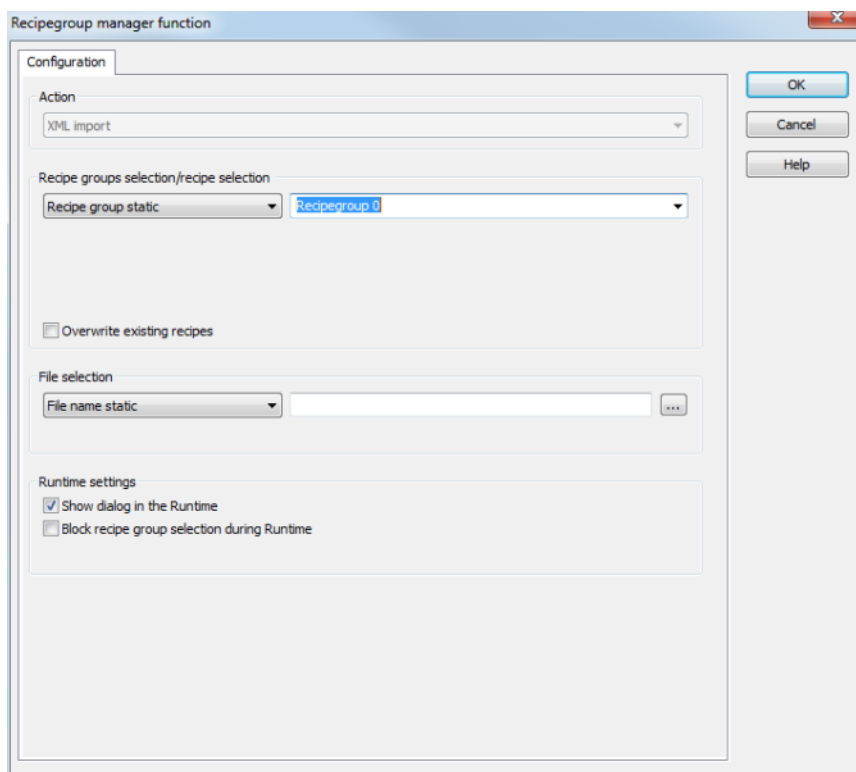 Recipegroup manager function
Configuration
OK
Action
XML import
Cancel
Help
Recipe groups selection/recipe selection
Recipe group static Recipegroup 0
Overwrite existing recipes
File selection
File name static ...
Runtime settings
Show dialog in the Runtime
Block recipe group selection during Runtime